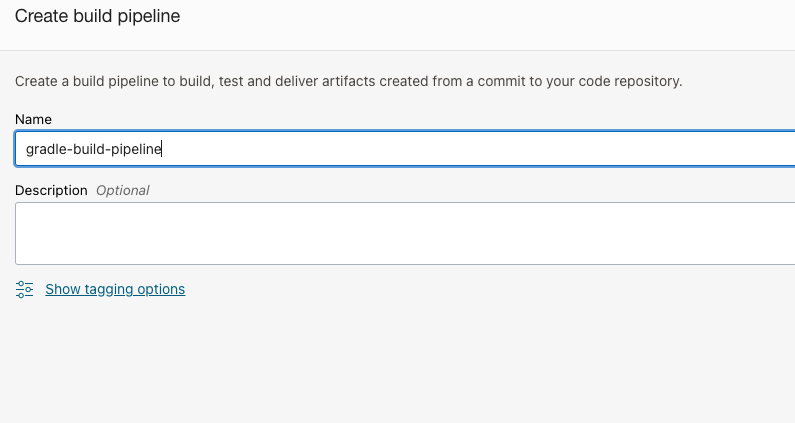 Create build pipeline
Create a build pipeline to build, test and deliver artifacts created from a commit to your code repository.
Name
gradle-build-pipeline
Description Optional
Show tagging options